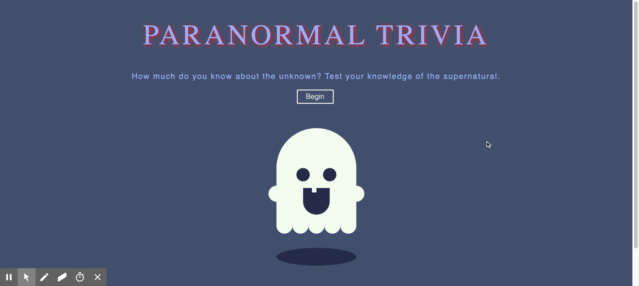 PARANORMAL TRIVIA
How much do you know about the unknown? Test your knowledge of the supernatural.
Begin